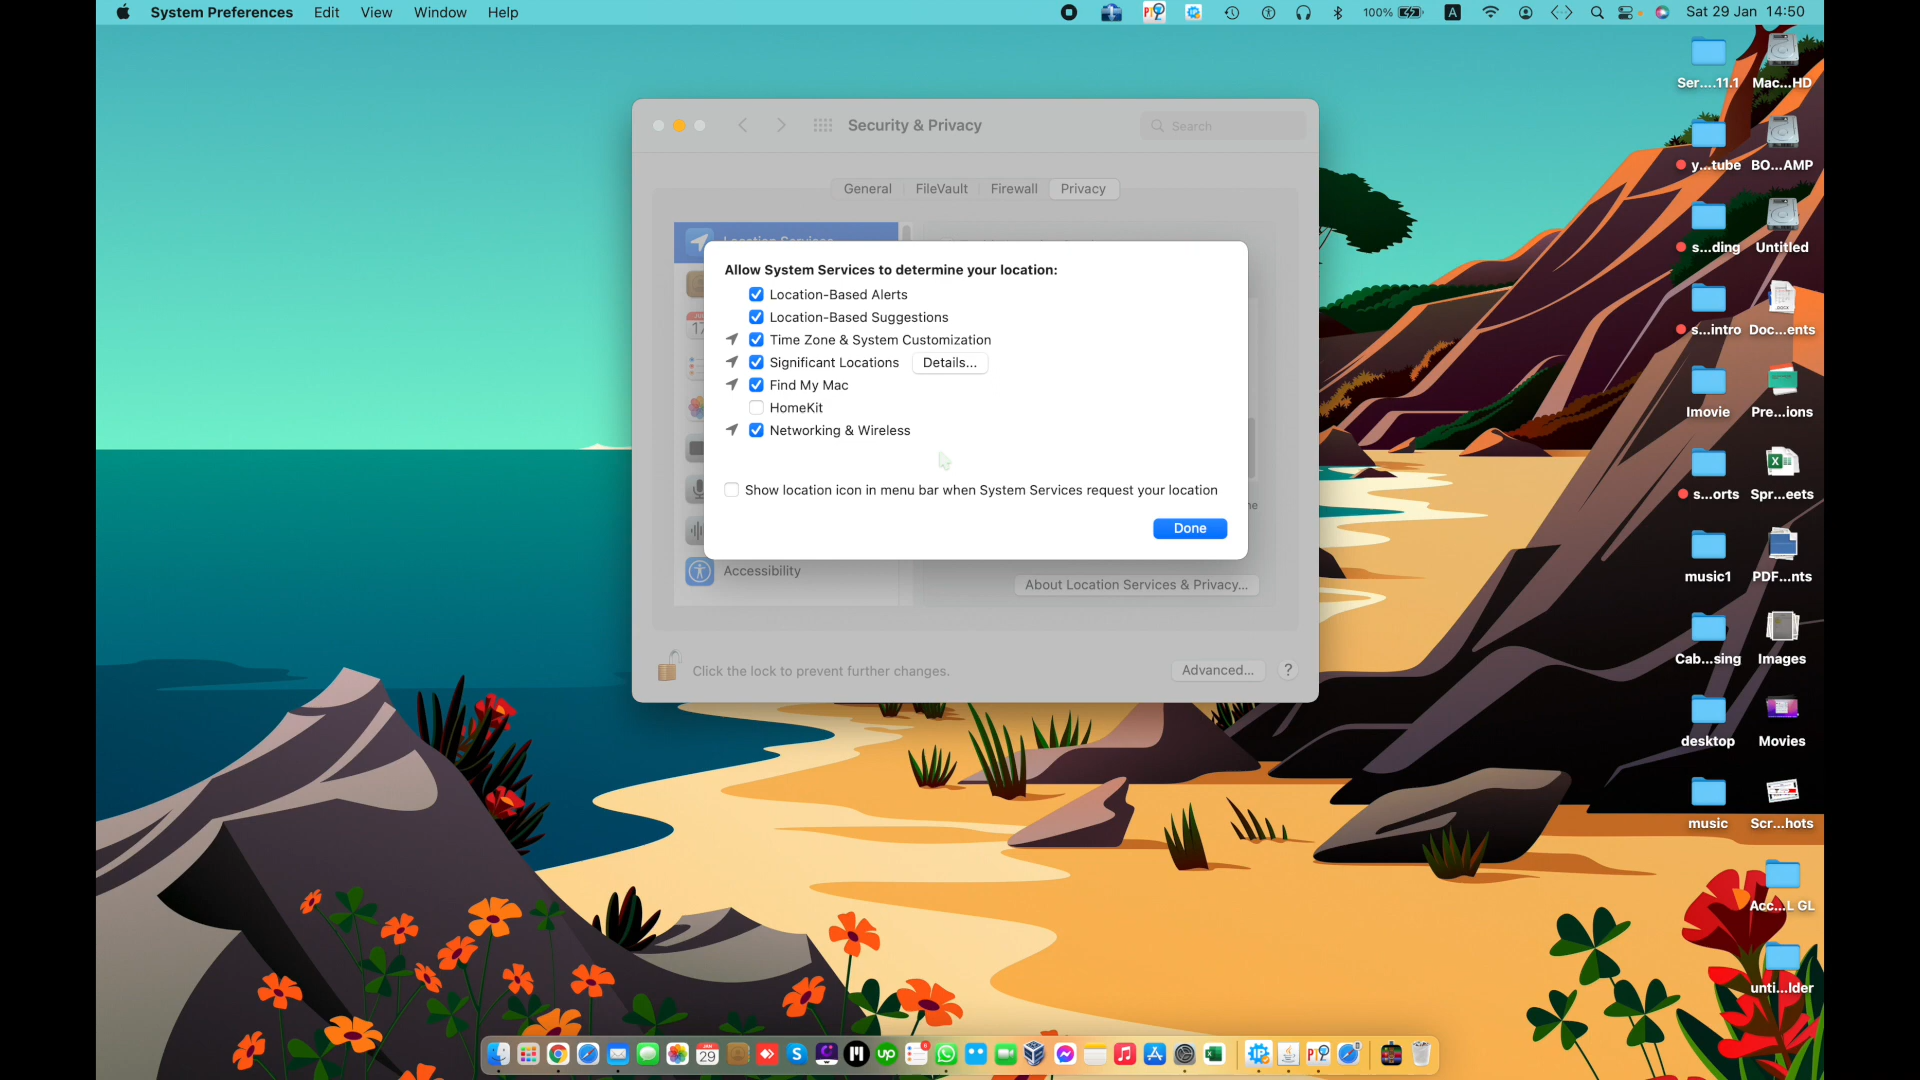 System Preferences Edit View Window Help
100% A Sat 29 Jan 14:50
Ser....11.1 Mac...HD
y...tube BO...AMP
s...ding Untitled
s...intro Doc...ents
Imovie Pre...ions
s...orts Spr...eets
music1 PDF...nts
Cab...sing Images
desktop Movies
music Scr...hots
Acc...L GL
unti...lder
Security & Privacy
Search
General FileVault Firewall Privacy
Location Services
Allow System Services to determine your location:
Location-Based Alerts
Location-Based Suggestions
Time Zone & System Customization
Significant Locations Details...
Find My Mac
HomeKit
Networking & Wireless
Show location icon in menu bar when System Services request your location
Done
Accessibility
About Location Services & Privacy...
Click the lock to prevent further changes.
Advanced... ?